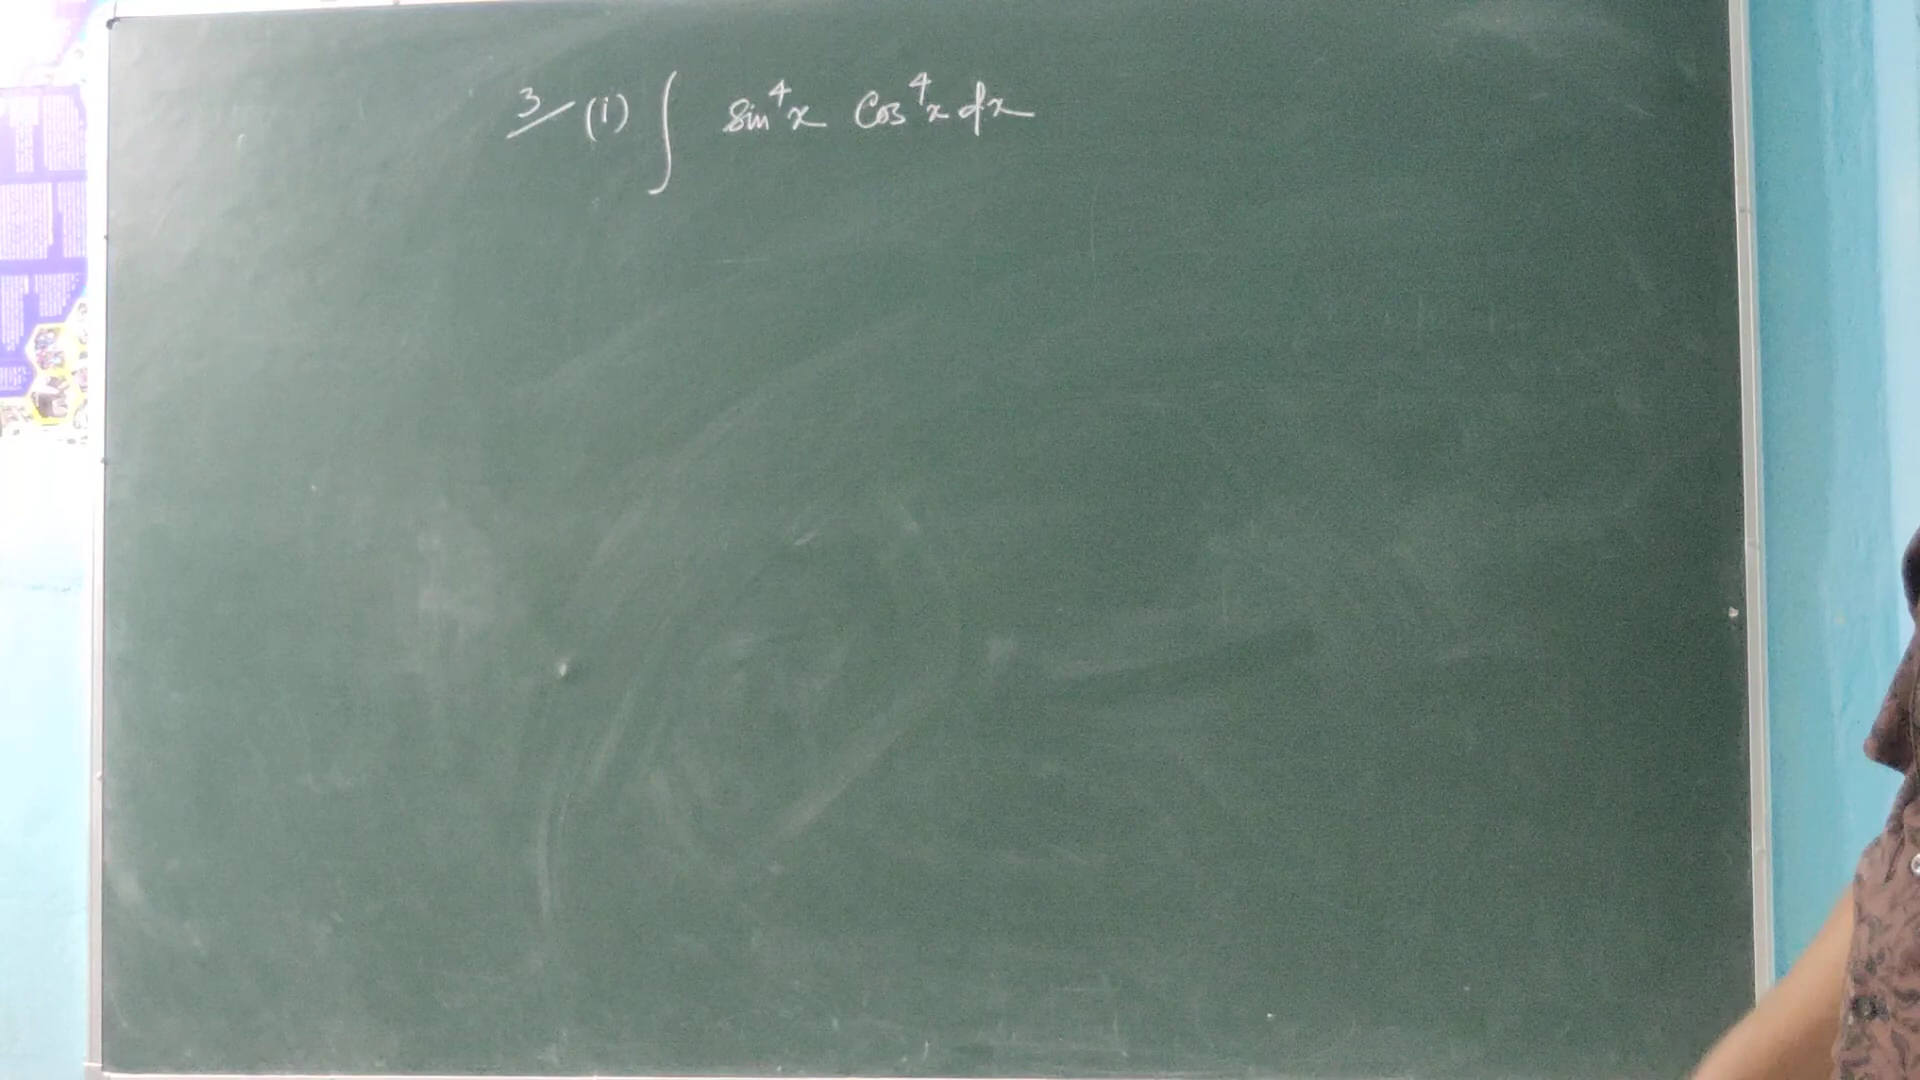 3 (i) ∫ sin⁴x Cos⁴x dx